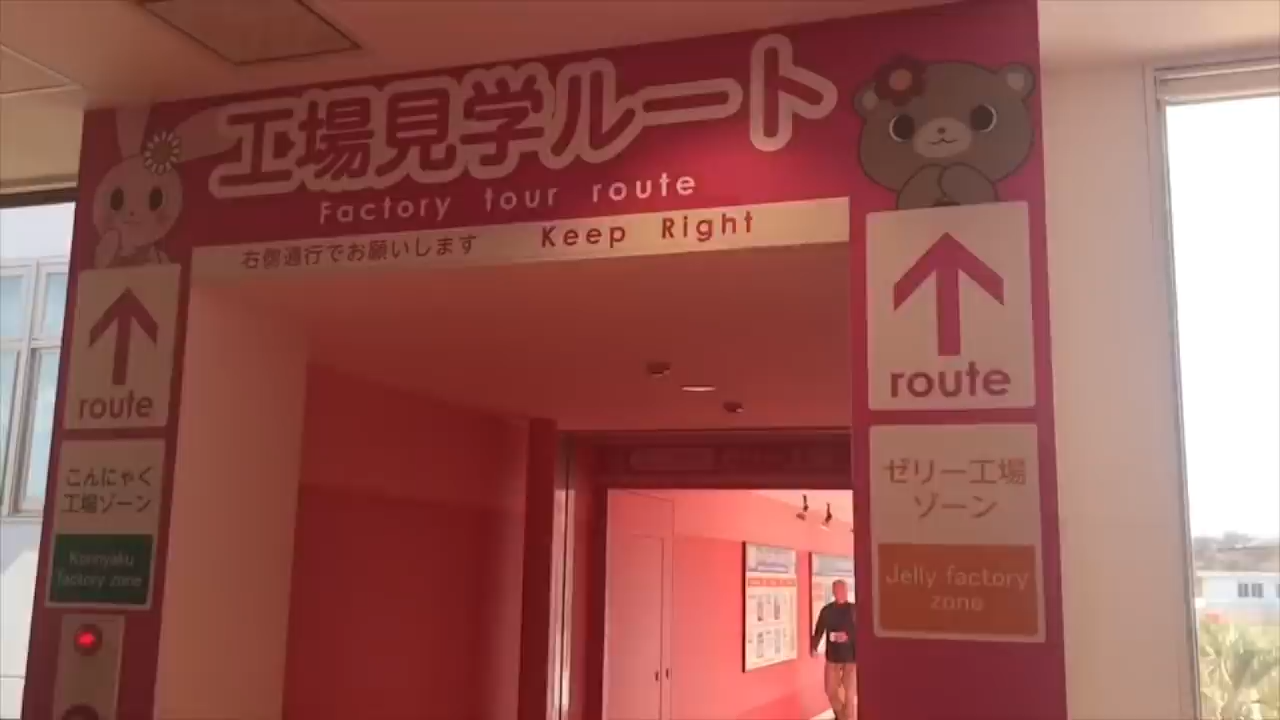 工場見学ルート
Factory tour route
右側通行でお願いします Keep Right
route
こんにゃく
工場ゾーン
Konnyaku
factory zone
route
ゼリー工場
ゾーン
Jelly factory
zone